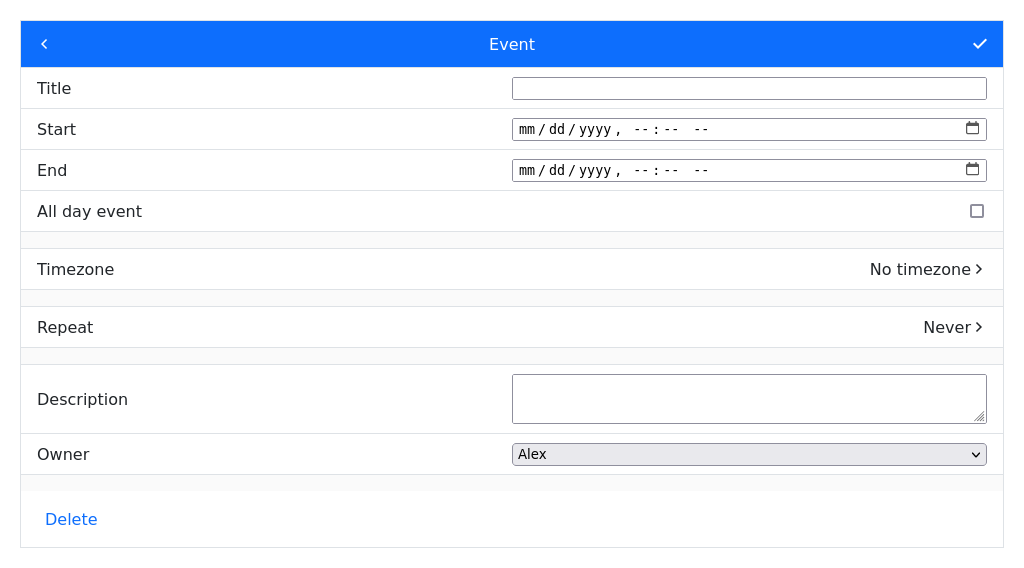 Event
Title
Start mm/dd/yyyy, --:-- --
End mm/dd/yyyy, --:-- --
All day event
Timezone No timezone
Repeat Never
Description
Owner Alex
Delete